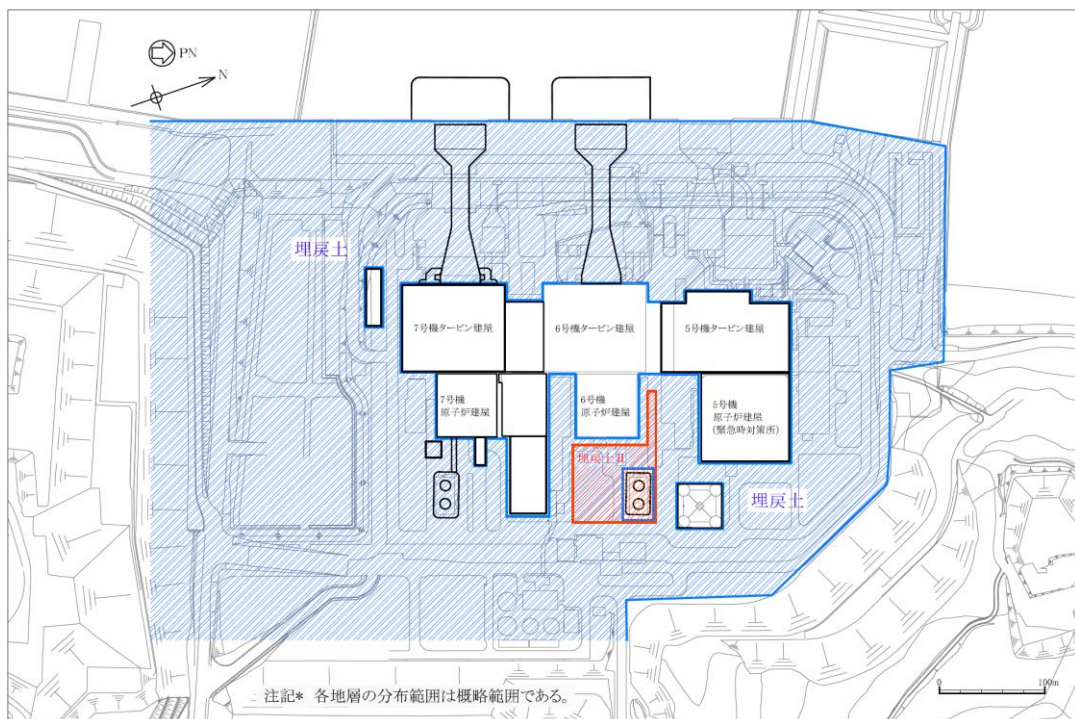 PN
N
埋戻土
7号機タービン建屋
6号機タービン建屋
5号機タービン建屋
7号機
原子炉建屋
6号機
原子炉建屋
5号機
原子炉建屋
(緊急時対策所)
埋戻土Ⅱ
埋戻土
注記* 各地層の分布範囲は概略範囲である。
0
100m